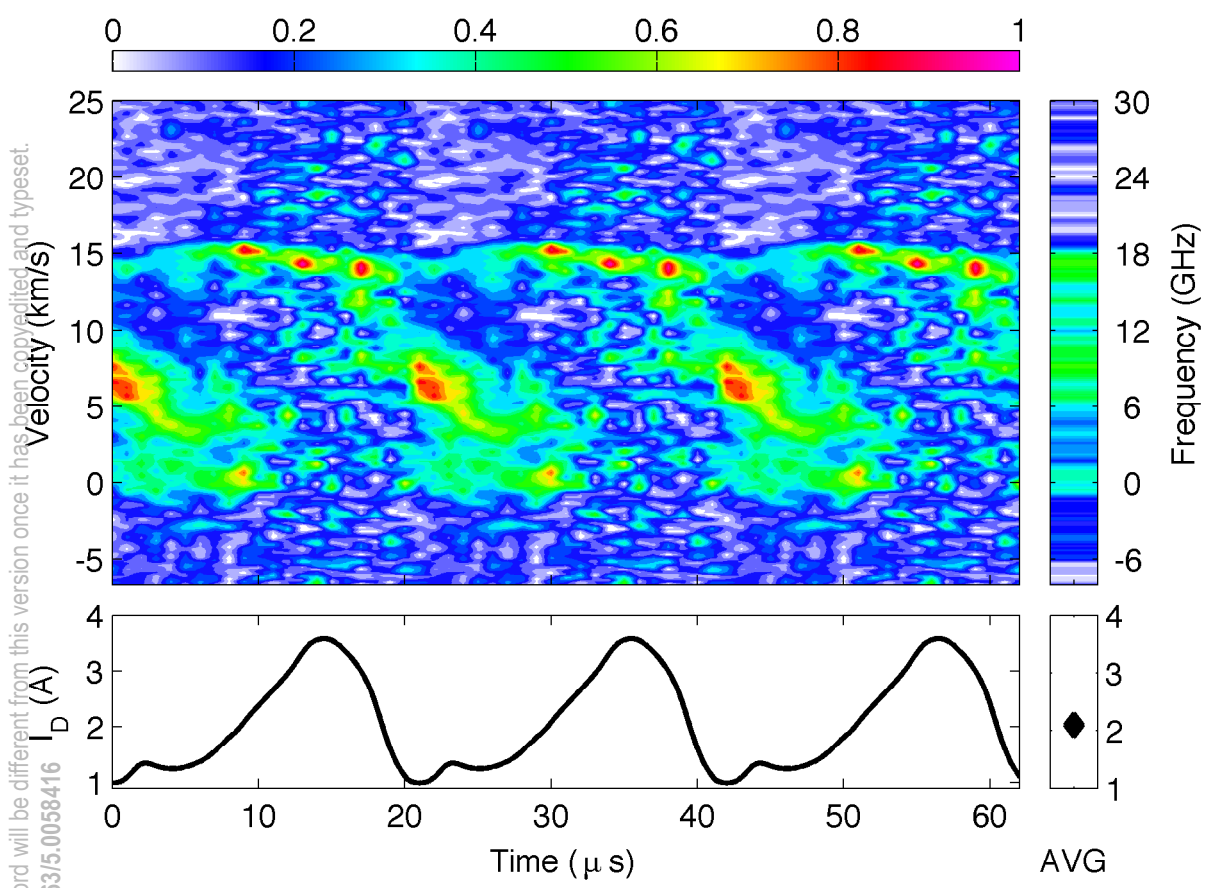 0 0.2 0.4 0.6 0.8 1
25
20
15
10
5
0
-5
Velocity (km/s)
30
24
18
12
6
0
-6
Frequency (GHz)
4
3
2
1
I_D (A)
4
3
2
1
0 10 20 30 40 50 60
Time (μ s)
AVG
ord will be different from this version once it has been copyedited and typeset.
63/5.0058416